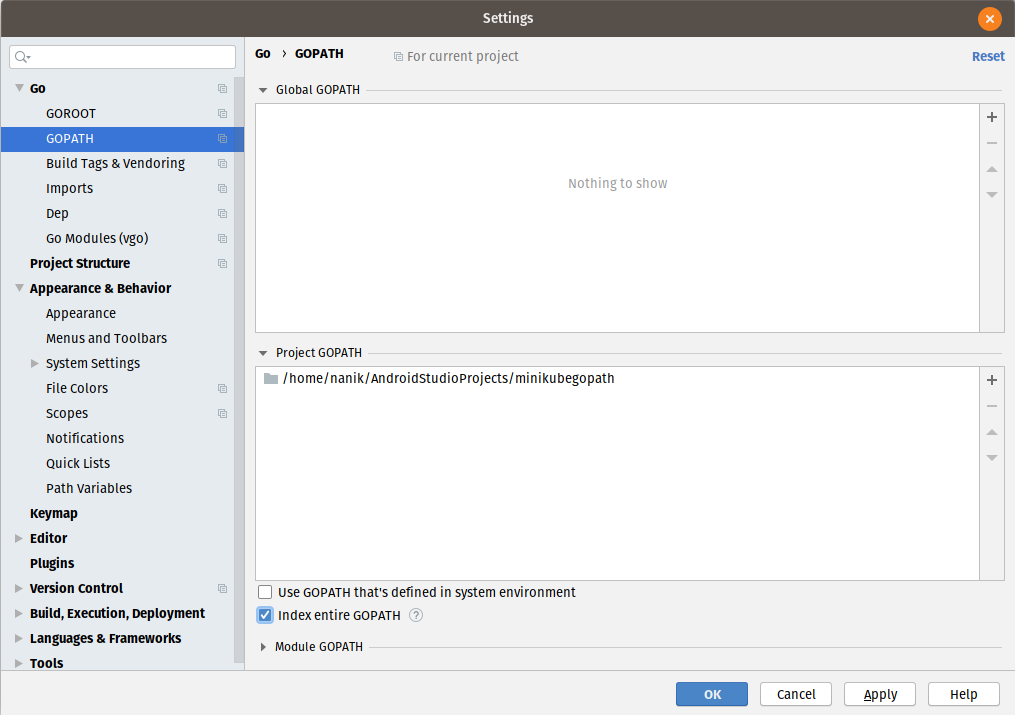 Settings
Go › GOPATH For current project Reset
Go
GOROOT
GOPATH
Build Tags & Vendoring
Imports
Dep
Go Modules (vgo)
Project Structure
Appearance & Behavior
Appearance
Menus and Toolbars
System Settings
File Colors
Scopes
Notifications
Quick Lists
Path Variables
Keymap
Editor
Plugins
Version Control
Build, Execution, Deployment
Languages & Frameworks
Tools
Global GOPATH
Nothing to show
Project GOPATH
/home/nanik/AndroidStudioProjects/minikubegopath
Use GOPATH that's defined in system environment
Index entire GOPATH ?
Module GOPATH
OK Cancel Apply Help